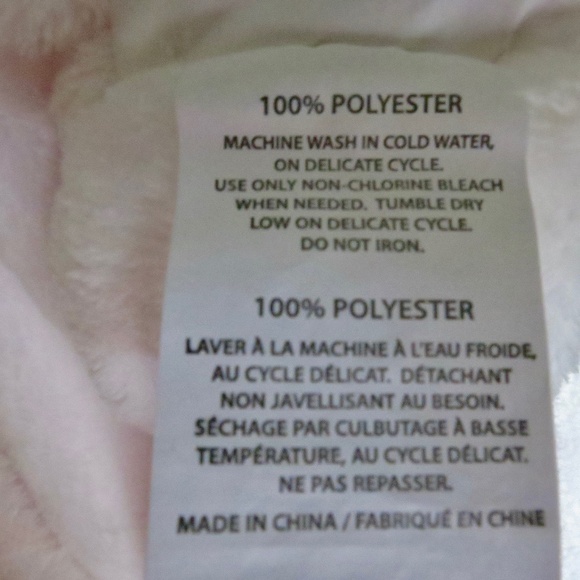 100% POLYESTER
MACHINE WASH IN COLD WATER,
ON DELICATE CYCLE.
USE ONLY NON-CHLORINE BLEACH
WHEN NEEDED. TUMBLE DRY
LOW ON DELICATE CYCLE.
DO NOT IRON.
100% POLYESTER
LAVER À LA MACHINE À L'EAU FROIDE,
AU CYCLE DÉLICAT. DÉTACHANT
NON JAVELLISANT AU BESOIN.
SÉCHAGE PAR CULBUTAGE À BASSE
TEMPÉRATURE, AU CYCLE DÉLICAT.
NE PAS REPASSER.
MADE IN CHINA / FABRIQUÉ EN CHINE